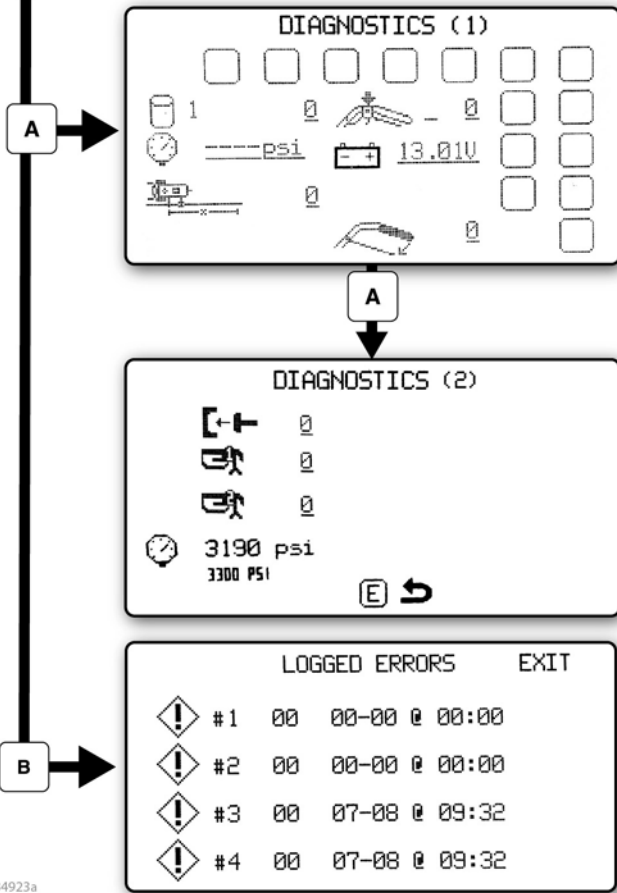 DIAGNOSTICS (1)
1 0 _ 0
A
-----psi - + 13.01V
0
0
A
DIAGNOSTICS (2)
[← 0
1 0
2 0
3190 psi
3300 PSI
E
LOGGED ERRORS EXIT
! #1 00 00-00 @ 00:00
! #2 00 00-00 @ 00:00
B
! #3 00 07-08 @ 09:32
! #4 00 07-08 @ 09:32
4923a